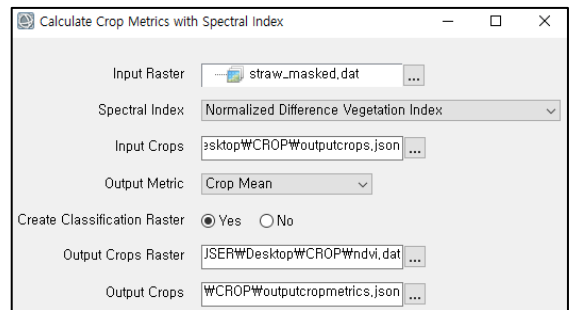 Calculate Crop Metrics with Spectral Index
Input Raster straw_masked.dat ...
Spectral Index Normalized Difference Vegetation Index
Input Crops esktop₩CROP₩outputcrops.json ...
Output Metric Crop Mean
Create Classification Raster Yes No
Output Crops Raster JSER₩Desktop₩CROP₩ndvi.dat ...
Output Crops ₩CROP₩outputcropmetrics.json ...